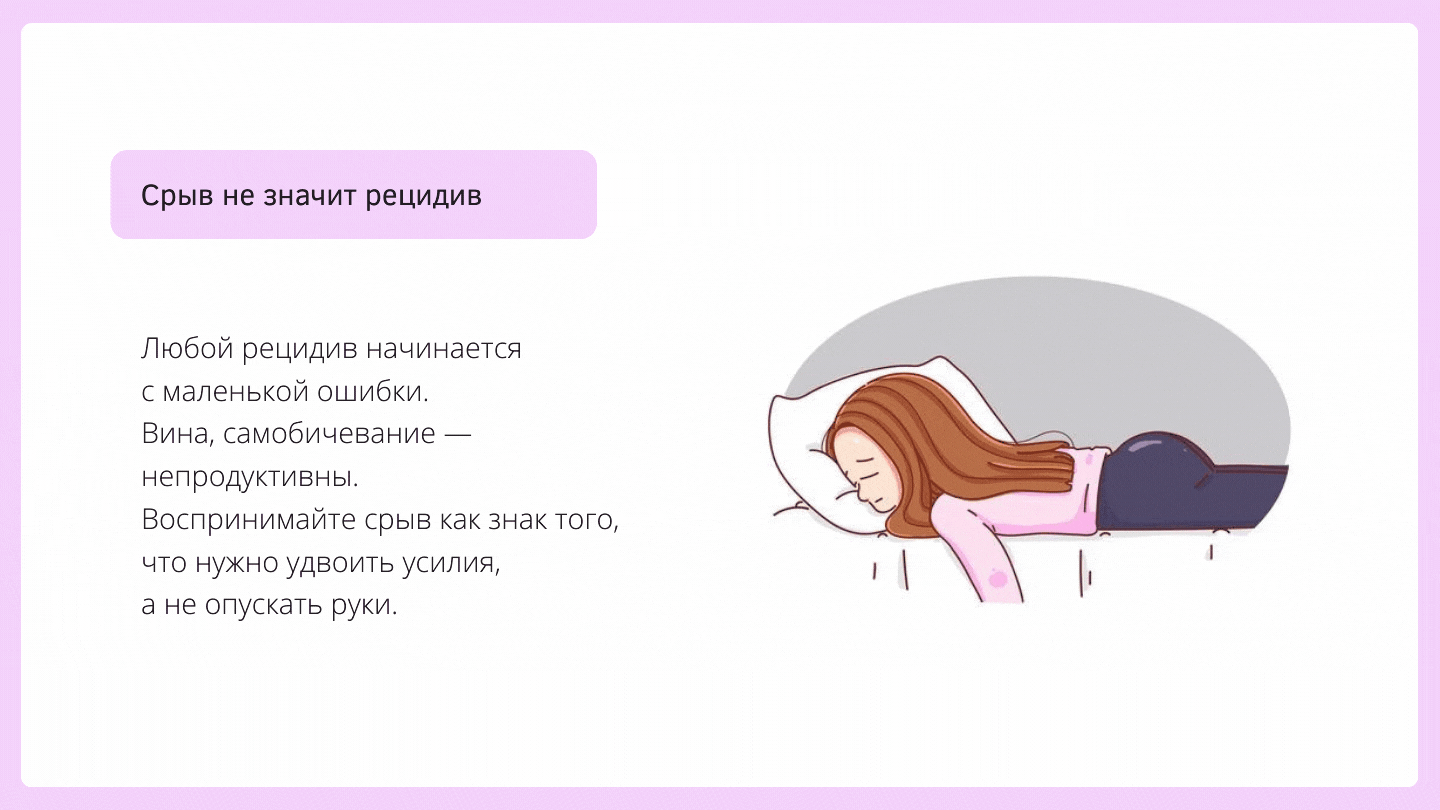 Срыв не значит рецидив
Любой рецидив начинается
с маленькой ошибки.
Вина, самобичевание —
непродуктивны.
Воспринимайте срыв как знак того,
что нужно удвоить усилия,
а не опускать руки.